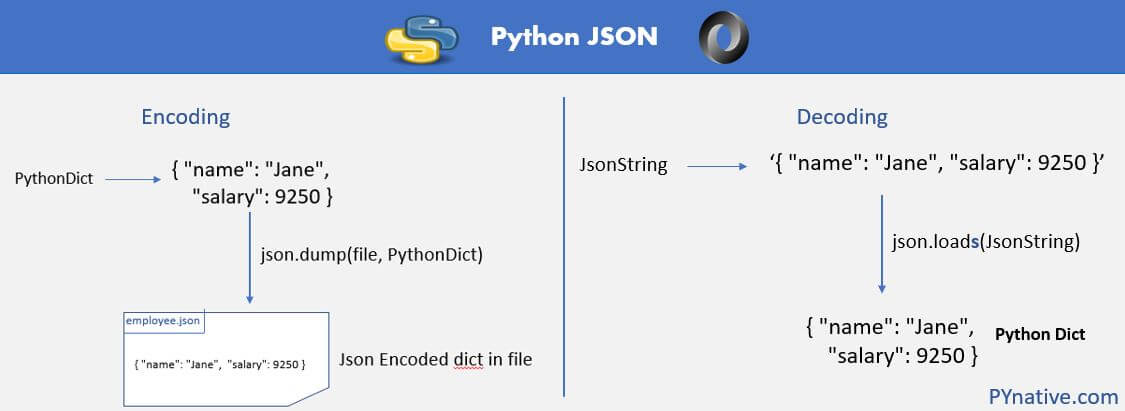 Python JSON
Encoding
PythonDict
{ "name": "Jane",
"salary": 9250 }
json.dump(file, PythonDict)
employee.json
{ "name": "Jane", "salary": 9250 }
Json Encoded dict in file
Decoding
JsonString
‘{ "name": "Jane", "salary": 9250 }’
json.loads(JsonString)
{ "name": "Jane",
"salary": 9250 }
Python Dict
PYnative.com